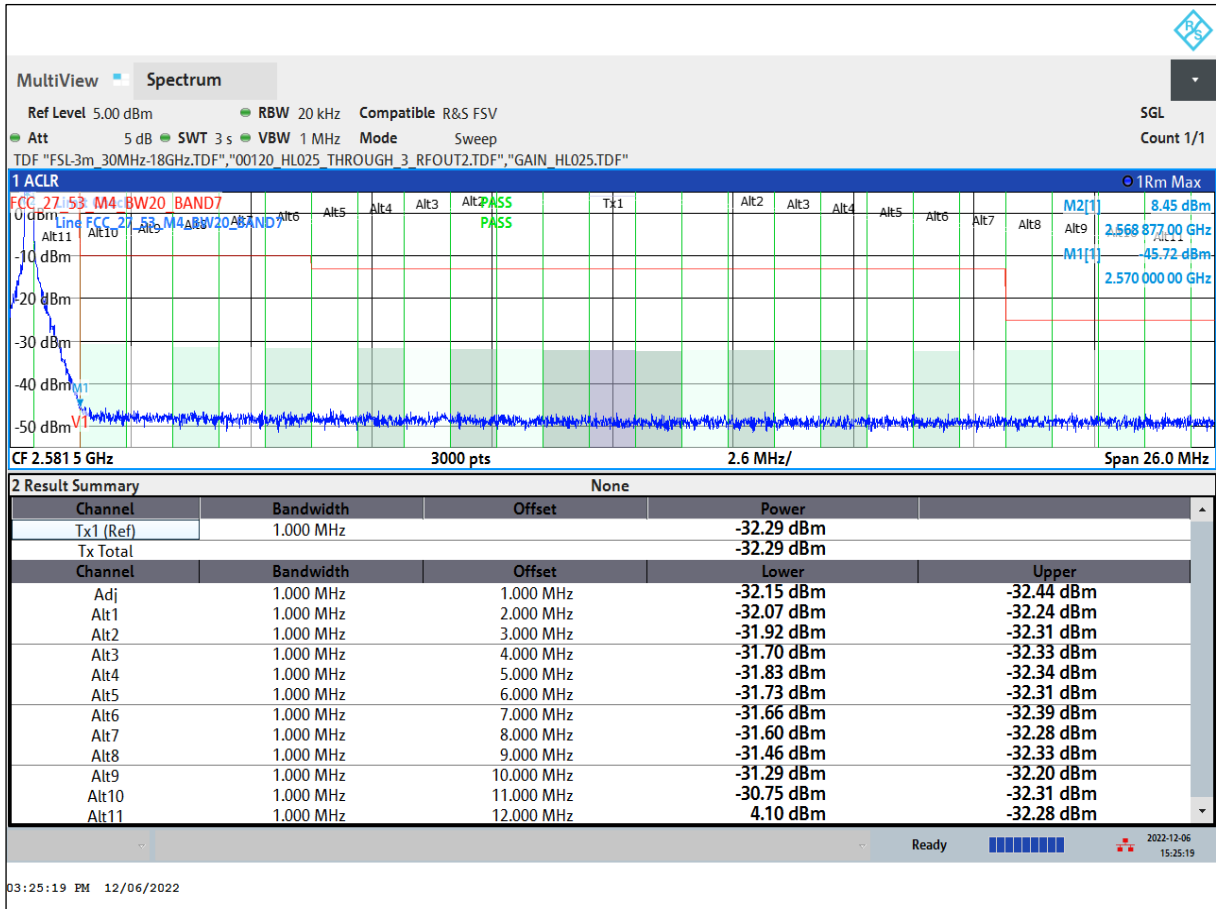 R&S
MultiView Spectrum
Ref Level 5.00 dBm RBW 20 kHz Compatible R&S FSV SGL
Att 5 dB SWT 3 s VBW 1 MHz Mode Sweep Count 1/1
TDF "FSL-3m_30MHz-18GHz.TDF","00120_HL025_THROUGH_3_RFOUT2.TDF","GAIN_HL025.TDF"
1 ACLR 1Rm Max
FCC_27_53_M4_BW20_BAND7 PASS
Line FCC_27_53_M4_BW20_BAND7 PASS
Alt11 Alt10 Alt9 Alt8 Alt7 Alt6 Alt5 Alt4 Alt3 Alt2 Tx1 Alt2 Alt3 Alt4 Alt5 Alt6 Alt7 Alt8 Alt9 Alt11
M2[1] 8.45 dBm
2.568 877 00 GHz
M1[1] -45.72 dBm
2.570 000 00 GHz
0 dBm
-10 dBm
-20 dBm
-30 dBm
-40 dBm
M1
-50 dBm
V1
CF 2.581 5 GHz 3000 pts 2.6 MHz/ Span 26.0 MHz
2 Result Summary None
Channel Bandwidth Offset Power
Tx1 (Ref) 1.000 MHz -32.29 dBm
Tx Total -32.29 dBm
Channel Bandwidth Offset Lower Upper
Adj 1.000 MHz 1.000 MHz -32.15 dBm -32.44 dBm
Alt1 1.000 MHz 2.000 MHz -32.07 dBm -32.24 dBm
Alt2 1.000 MHz 3.000 MHz -31.92 dBm -32.31 dBm
Alt3 1.000 MHz 4.000 MHz -31.70 dBm -32.33 dBm
Alt4 1.000 MHz 5.000 MHz -31.83 dBm -32.34 dBm
Alt5 1.000 MHz 6.000 MHz -31.73 dBm -32.31 dBm
Alt6 1.000 MHz 7.000 MHz -31.66 dBm -32.39 dBm
Alt7 1.000 MHz 8.000 MHz -31.60 dBm -32.28 dBm
Alt8 1.000 MHz 9.000 MHz -31.46 dBm -32.33 dBm
Alt9 1.000 MHz 10.000 MHz -31.29 dBm -32.20 dBm
Alt10 1.000 MHz 11.000 MHz -30.75 dBm -32.31 dBm
Alt11 1.000 MHz 12.000 MHz 4.10 dBm -32.28 dBm
Ready 2022-12-06
15:25:19
03:25:19 PM 12/06/2022